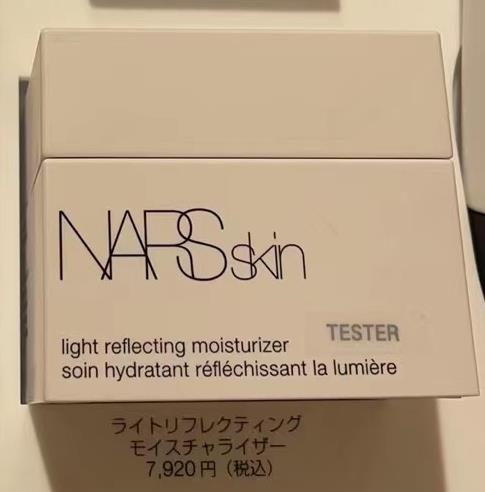 NARSskin
TESTER
light reflecting moisturizer
soin hydratant réfléchissant la lumière
ライトリフレクティング
モイスチャライザー
7,920円（税込）